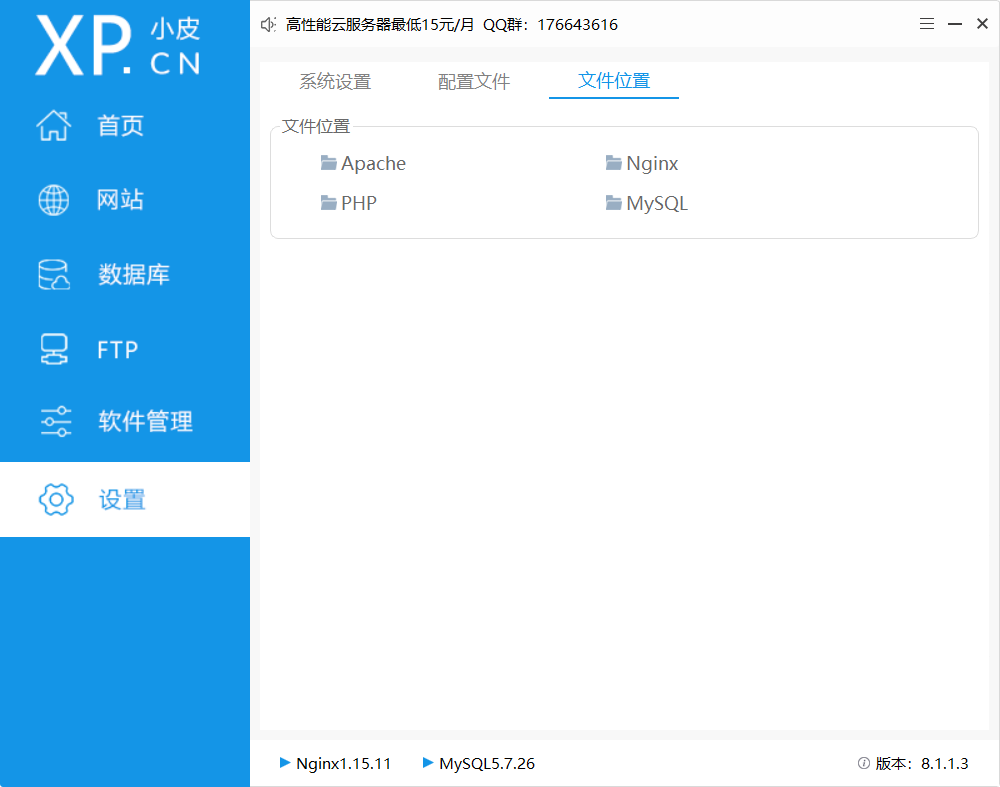 XP. 小皮 CN
高性能云服务器最低15元/月 QQ群：176643616
首页
网站
数据库
FTP
软件管理
设置
系统设置 配置文件 文件位置
文件位置
Apache Nginx
PHP MySQL
Nginx1.15.11 MySQL5.7.26 版本：8.1.1.3